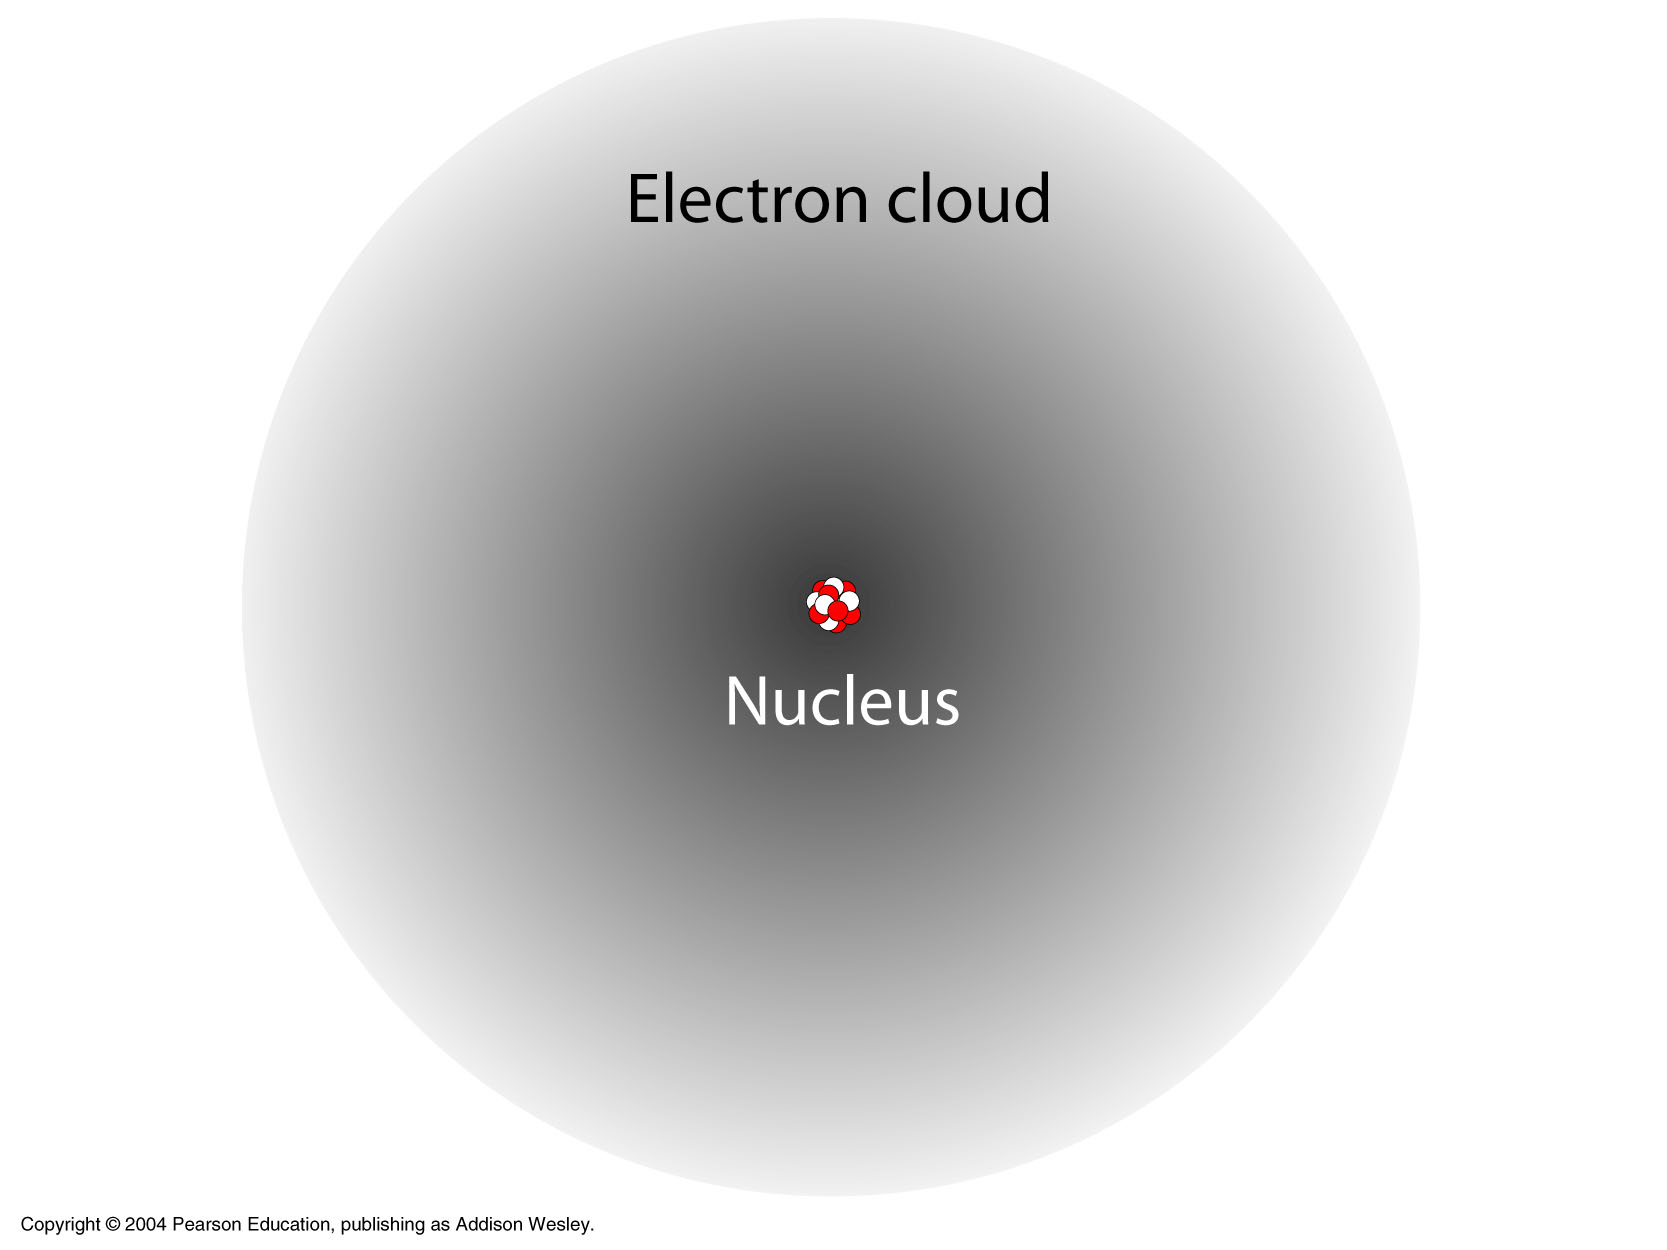 Electron cloud
Nucleus
Copyright © 2004 Pearson Education, publishing as Addison Wesley.